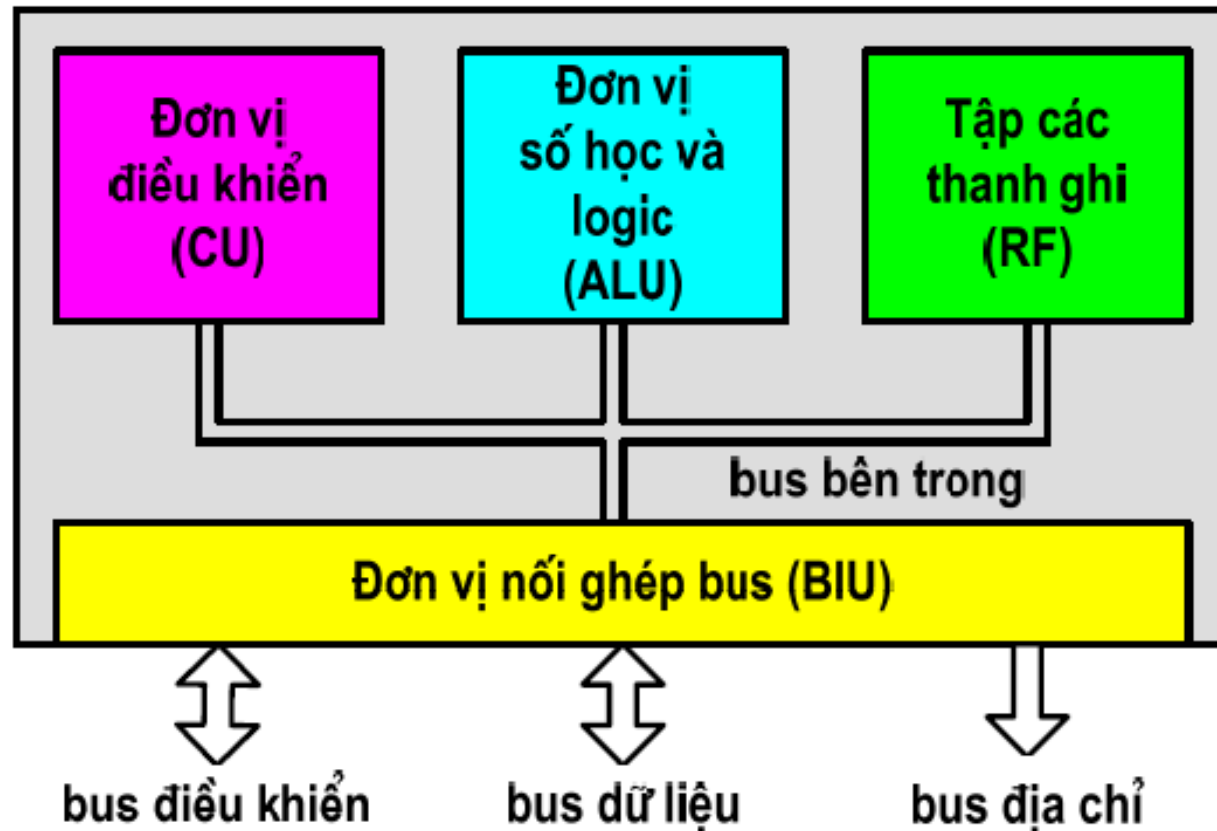 Đơn vị
điều khiển
(CU)
Đơn vị
số học và
logic
(ALU)
Tập các
thanh ghi
(RF)
bus bên trong
Đơn vị nối ghép bus (BIU)
bus điều khiển
bus dữ liệu
bus địa chỉ